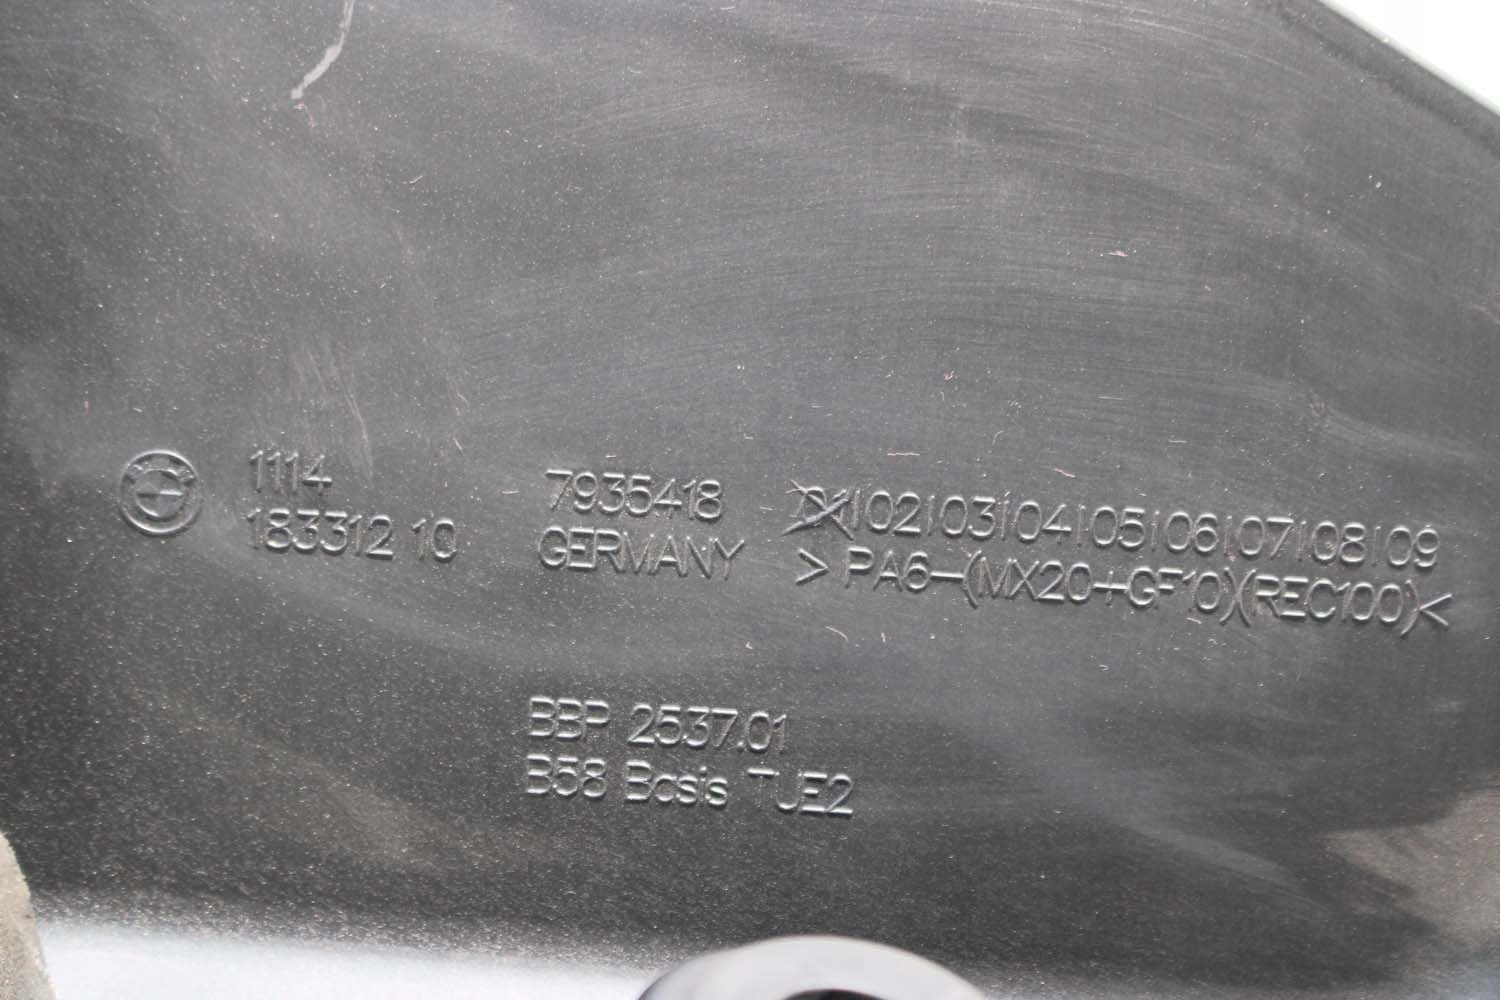 1114 7935418 01|02|03|04|05|06|07|08|09
183312 10 GERMANY >PA6-(MX20+GF10)(REC100)<
BBP 2537.01
B58 Basis TUE2